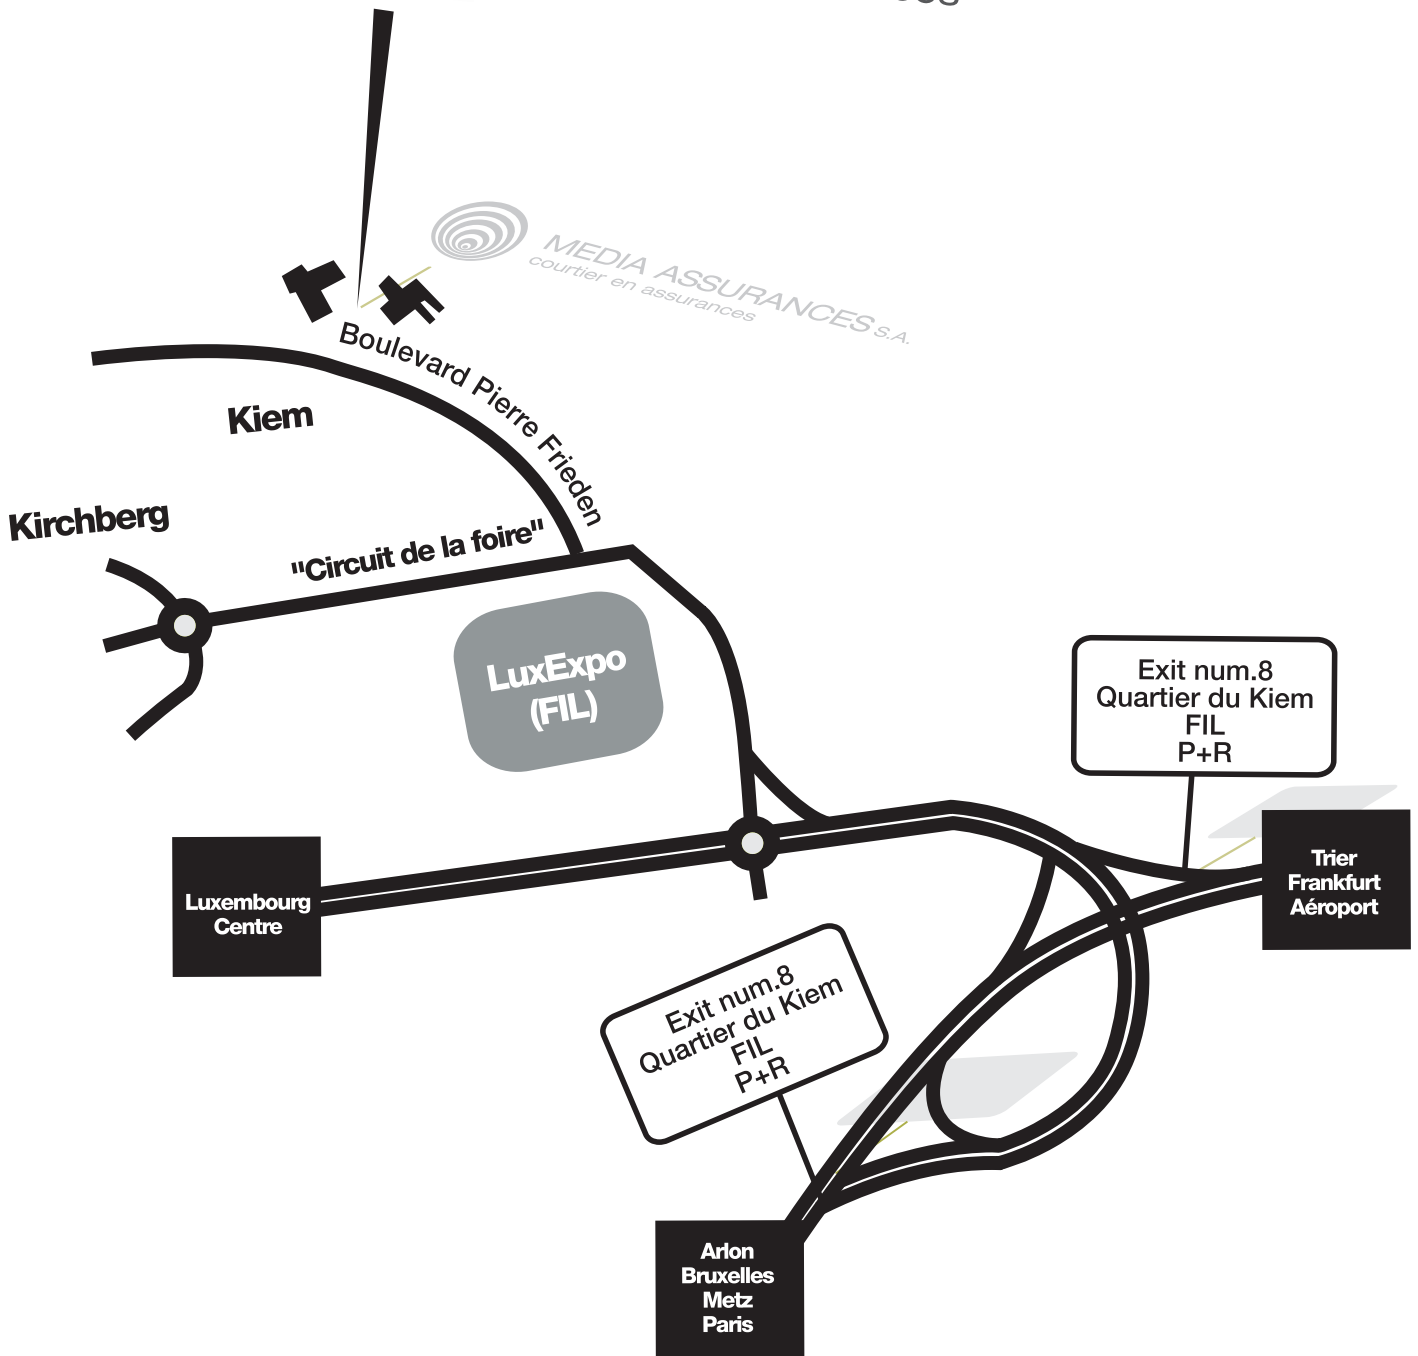 MEDIA ASSURANCES S.A.
courtier en assurances
Boulevard Pierre Frieden
Kiem
Kirchberg
"Circuit de la foire"
LuxExpo
(FIL)
Exit num.8
Quartier du Kiem
FIL
P+R
Trier
Frankfurt
Aéroport
Luxembourg
Centre
Exit num.8
Quartier du Kiem
FIL
P+R
Arlon
Bruxelles
Metz
Paris